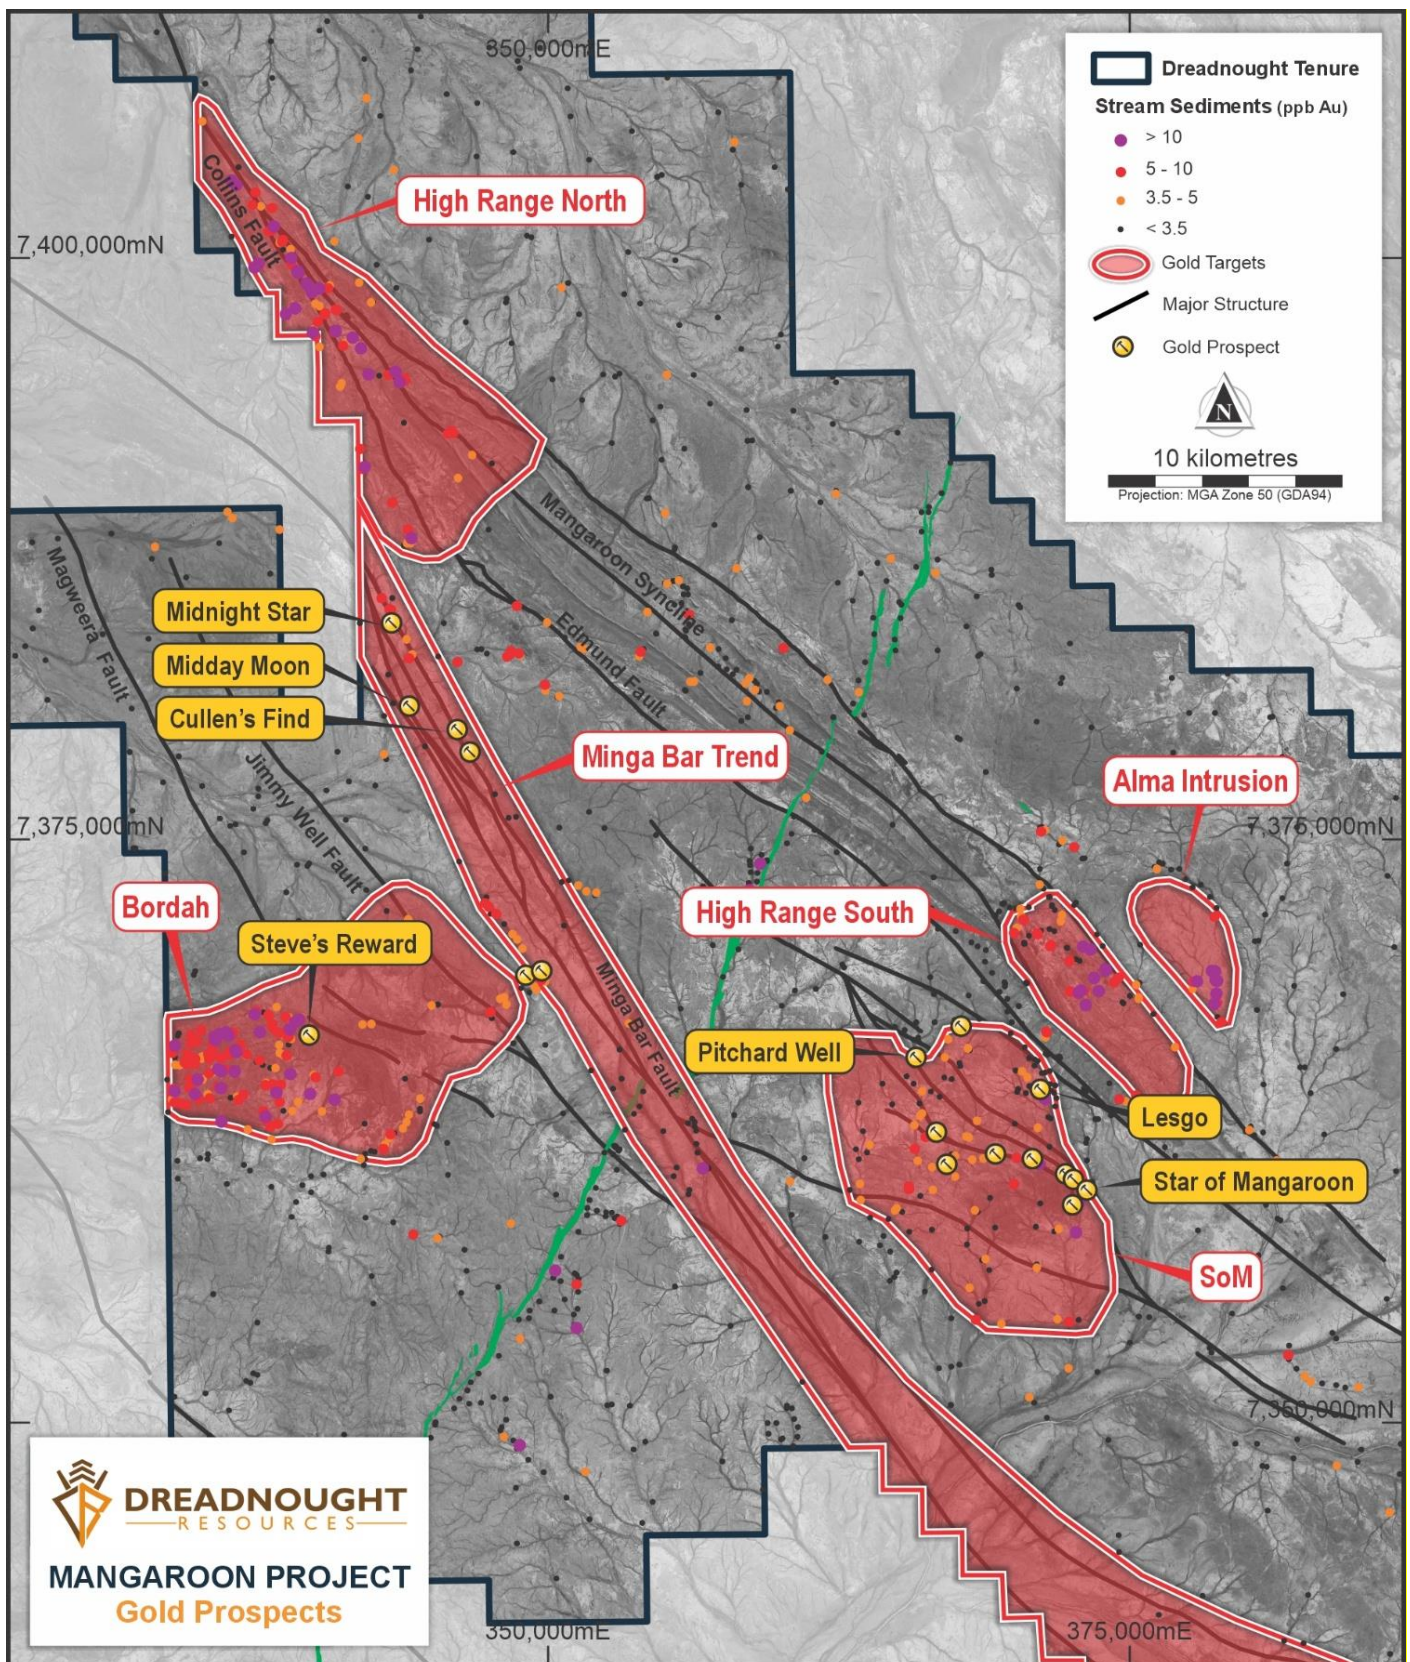 350,000mE
Dreadnought Tenure
Stream Sediments (ppb Au)
> 10
5 - 10
3.5 - 5
< 3.5
Gold Targets
Major Structure
Gold Prospect
N
10 kilometres
Projection: MGA Zone 50 (GDA94)
Collins Fault
High Range North
7,400,000mN
Mangaroon Syncline
Magweera Fault
Midnight Star
Edmund Fault
Midday Moon
Cullen's Find
Minga Bar Trend
Jimmy Well Fault
Alma Intrusion
7,375,000mN
7,375,000mN
Bordah
High Range South
Steve's Reward
Minga Bar Fault
Pitchard Well
Lesgo
Star of Mangaroon
SoM
7,350,000mN
DREADNOUGHT
RESOURCES
MANGAROON PROJECT
Gold Prospects
350,000mE
375,000mE